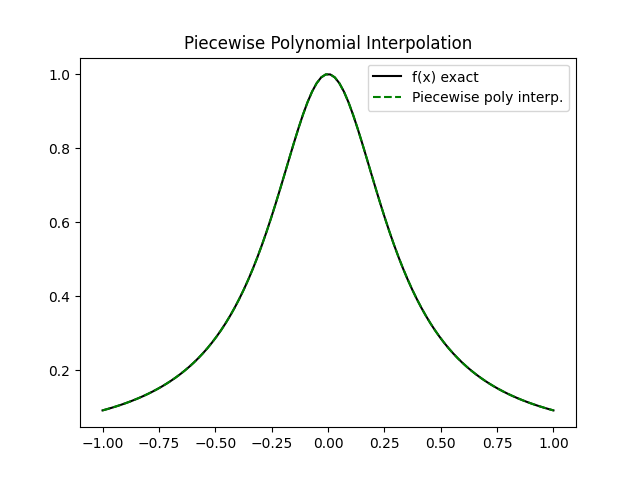 Piecewise Polynomial Interpolation
f(x) exact
Piecewise poly interp.
1.0
0.8
0.6
0.4
0.2
−1.00 −0.75 −0.50 −0.25 0.00 0.25 0.50 0.75 1.00